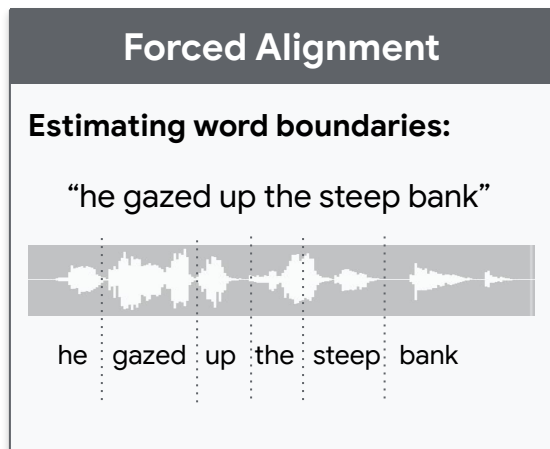 Forced Alignment
Estimating word boundaries:
“he gazed up the steep bank”
he gazed up the steep bank